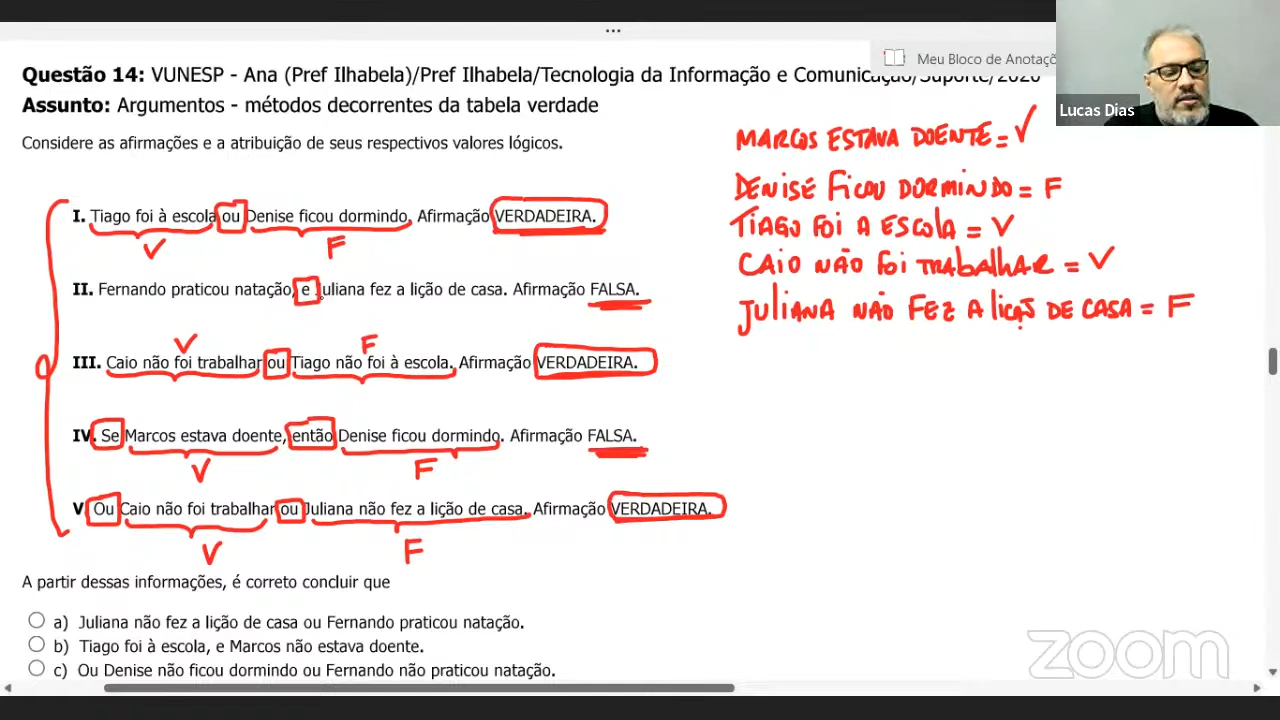 ...
Meu Bloco de Anotaçõ
Questão 14: VUNESP - Ana (Pref Ilhabela)/Pref Ilhabela/Tecnologia da Informação e Comunicação/Suporte/2020
Lucas Dias
Assunto: Argumentos - métodos decorrentes da tabela verdade
Considere as afirmações e a atribuição de seus respectivos valores lógicos.
MARCOS ESTAVA DOENTE = V
DENISE FICOU DORMINDO = F
I. Tiago foi à escola ou Denise ficou dormindo. Afirmação VERDADEIRA.
V F
TIAGO FOI A ESCOLA = V
CAIO NÃO FOI TRABALHAR = V
II. Fernando praticou natação, e Juliana fez a lição de casa. Afirmação FALSA.
JULIANA NÃO FEZ A LIÇÃO DE CASA = F
V F
III. Caio não foi trabalhar ou Tiago não foi à escola. Afirmação VERDADEIRA.
IV. Se Marcos estava doente, então Denise ficou dormindo. Afirmação FALSA.
V F
V. Ou Caio não foi trabalhar ou Juliana não fez a lição de casa. Afirmação VERDADEIRA.
V F
A partir dessas informações, é correto concluir que
a) Juliana não fez a lição de casa ou Fernando praticou natação.
b) Tiago foi à escola, e Marcos não estava doente.
c) Ou Denise não ficou dormindo ou Fernando não praticou natação.
zoom